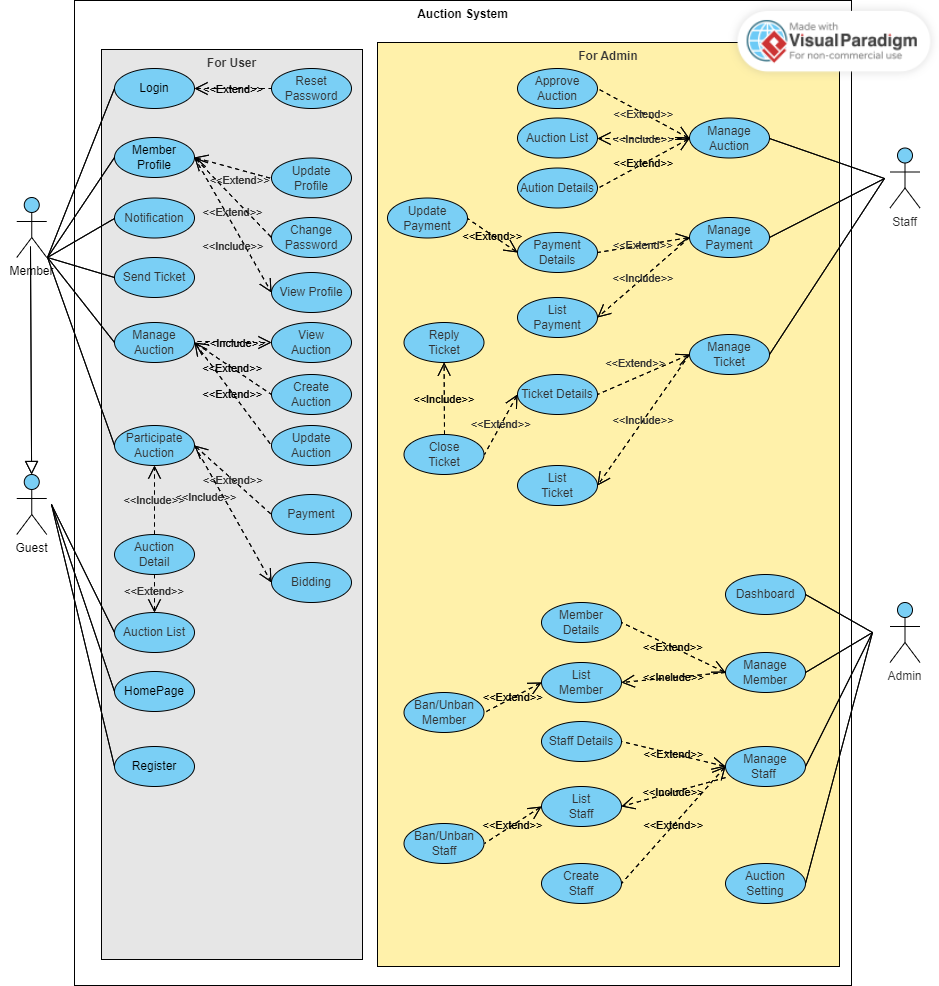 Auction System
Made with
VisualParadigm
For non-commercial use
For User
Login
<<Extend>>
Reset
Password
Member
Profile
<<Extend>>
Update
Profile
<<Extend>>
Change
Password
<<Include>>
View Profile
Notification
Send Ticket
Member
Manage
Auction
<<Include>>
View
Auction
<<Extend>>
Create
Auction
<<Extend>>
Update
Auction
Participate
Auction
<<Extend>>
<<Include>>
<<Include>>
Payment
Auction
Detail
Bidding
<<Extend>>
Auction List
Guest
HomePage
Register
For Admin
Approve
Auction
<<Extend>>
Auction List
<<Include>>
Manage
Auction
<<Extend>>
Aution Details
Staff
Update
Payment
<<Extend>>
Payment
Details
<<Extend>>
Manage
Payment
<<Include>>
List
Payment
Reply
Ticket
Manage
Ticket
<<Extend>>
Ticket Details
<<Include>>
<<Extend>>
<<Include>>
Close
Ticket
List
Ticket
Dashboard
Member
Details
<<Extend>>
Manage
Member
<<Include>>
List
Member
<<Extend>>
Ban/Unban
Member
Admin
Staff Details
<<Extend>>
Manage
Staff
<<Include>>
List
Staff
<<Extend>>
<<Extend>>
Ban/Unban
Staff
Create
Staff
Auction
Setting